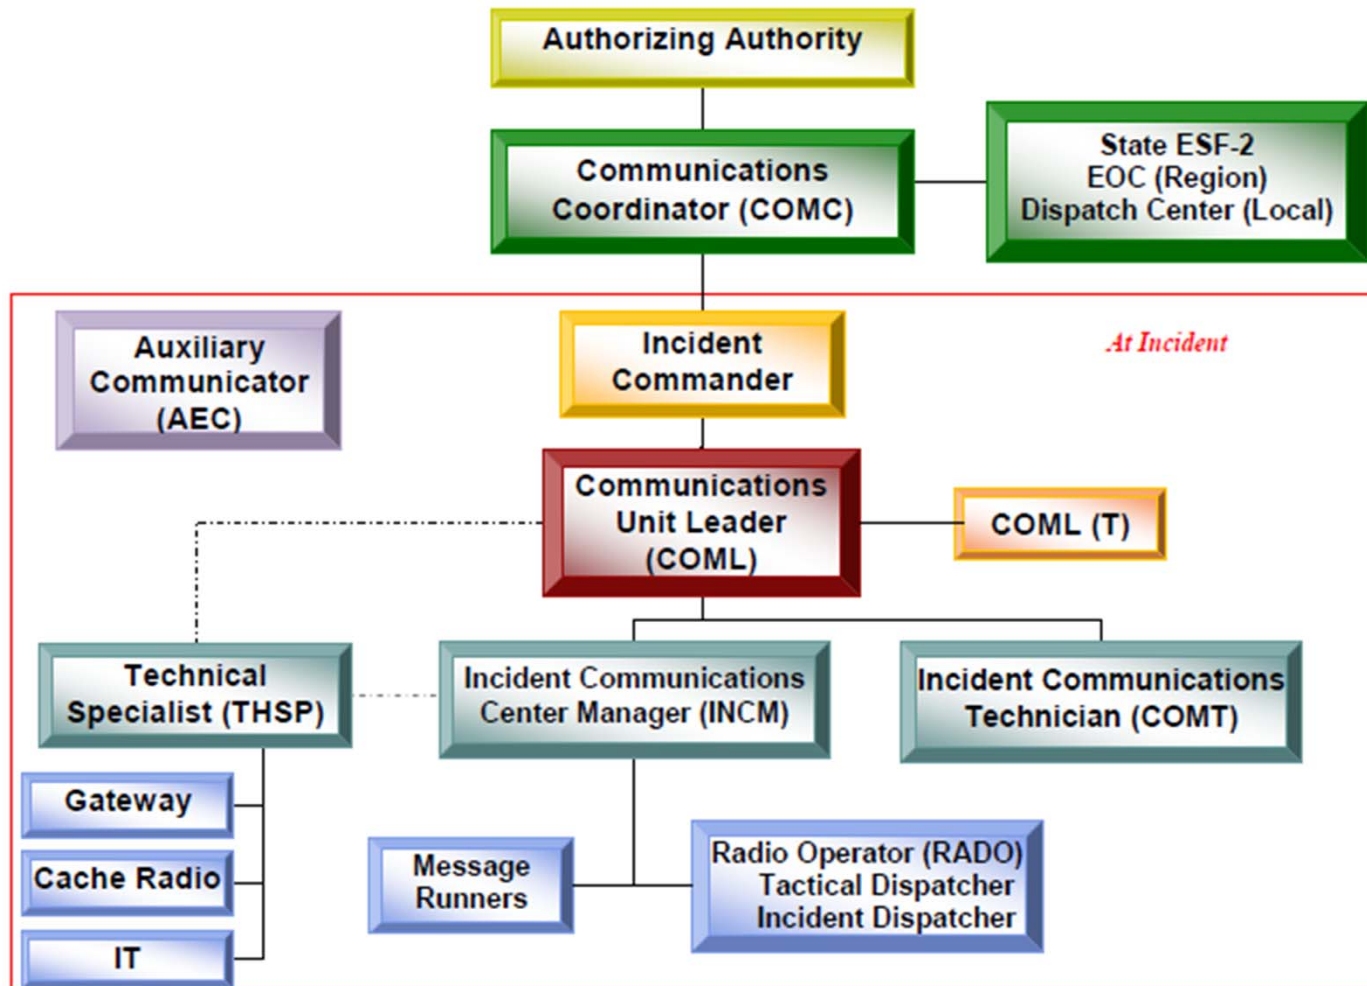 Authorizing Authority
Communications
Coordinator (COMC)
State ESF-2
EOC (Region)
Dispatch Center (Local)
At Incident
Auxiliary
Communicator
(AEC)
Incident
Commander
Communications
Unit Leader
(COML)
COML (T)
Technical
Specialist (THSP)
Incident Communications
Center Manager (INCM)
Incident Communications
Technician (COMT)
Gateway
Cache Radio
IT
Message
Runners
Radio Operator (RADO)
Tactical Dispatcher
Incident Dispatcher